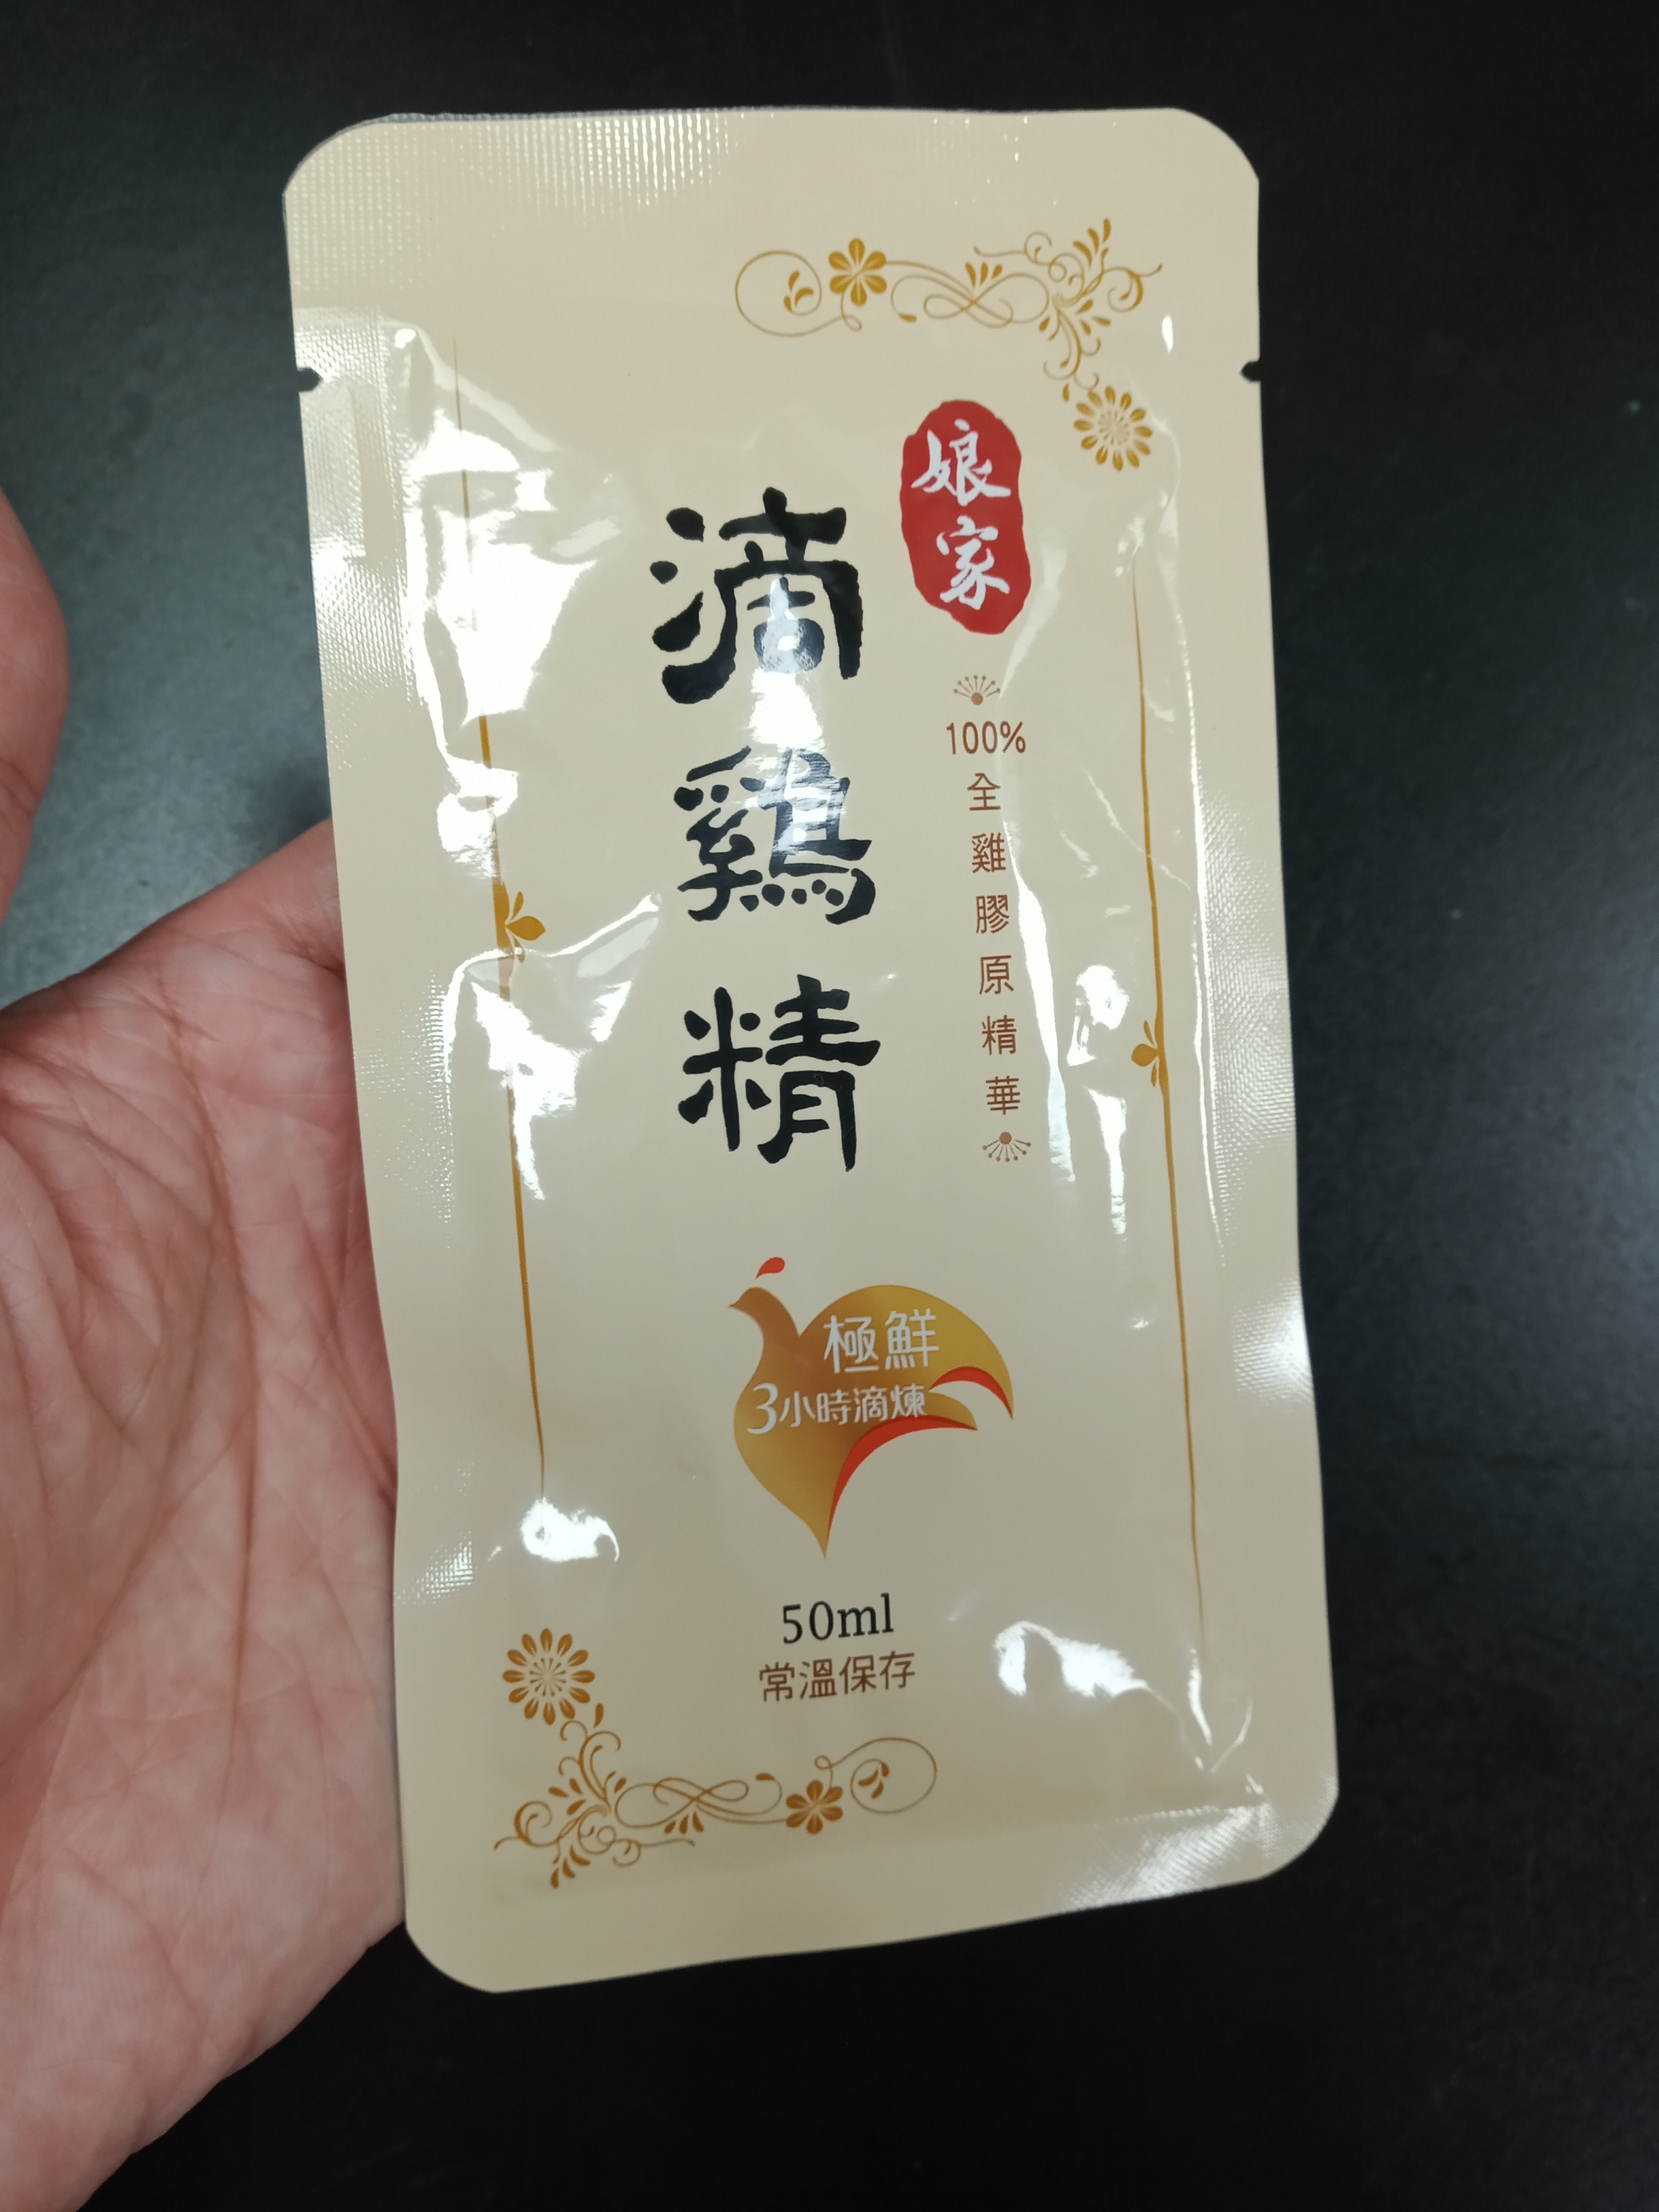 娘家
100%全雞膠原精華
滴鷄精
極鮮
3小時滴煉
50ml
常溫保存